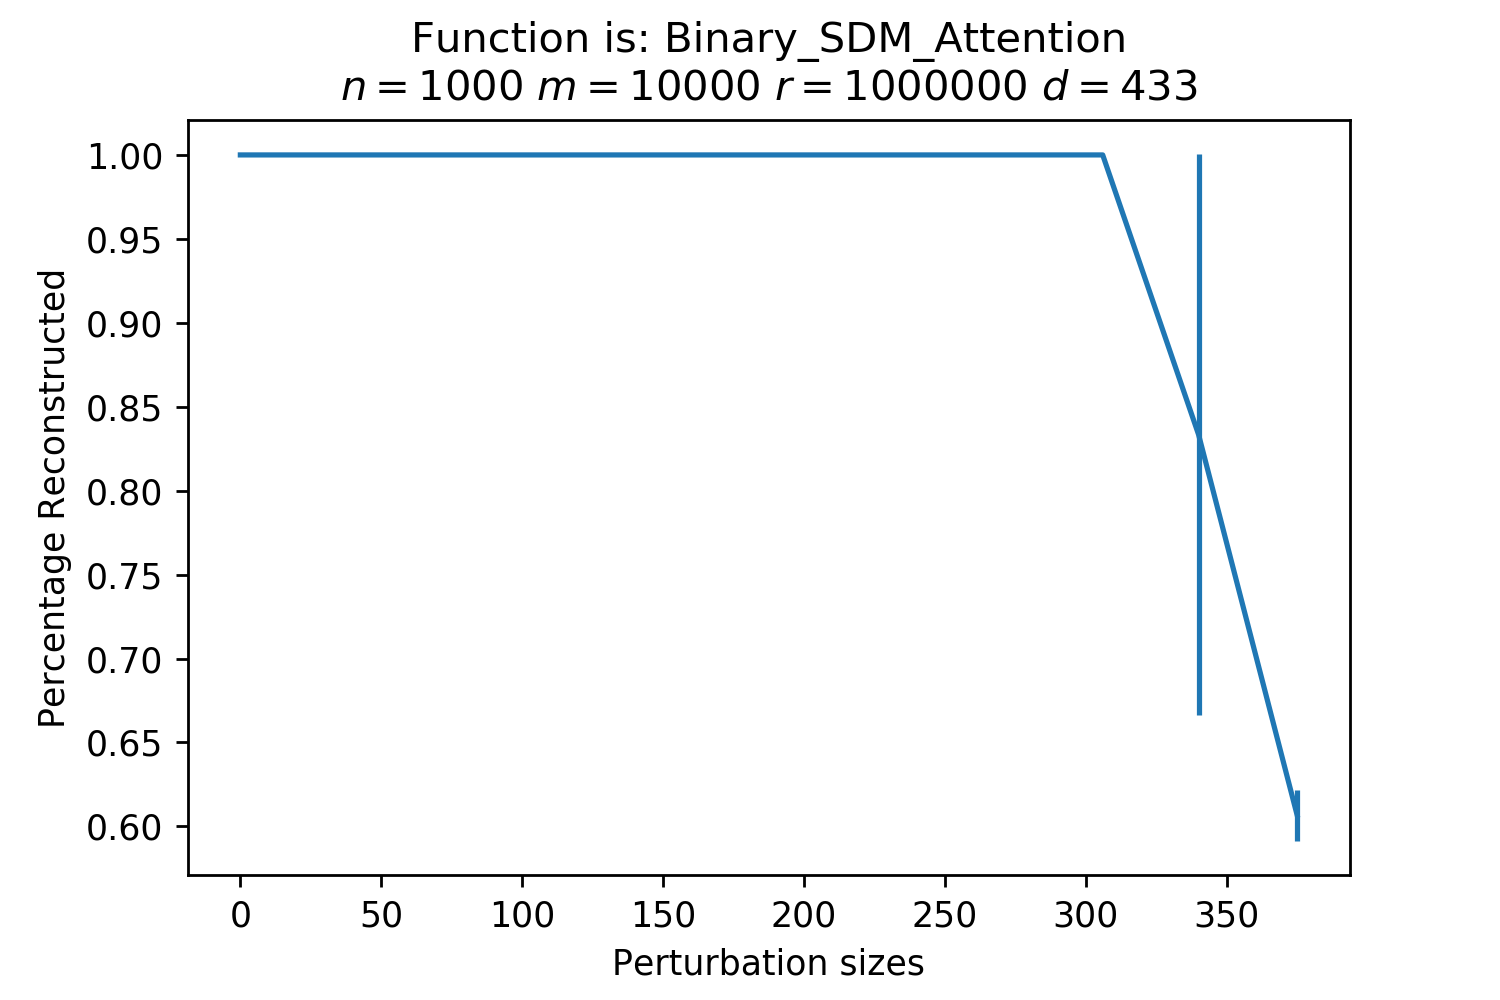 Function is: Binary_SDM_Attention
n = 1000 m = 10000 r = 1000000 d = 433
Percentage Reconstructed
1.00
0.95
0.90
0.85
0.80
0.75
0.70
0.65
0.60
0 50 100 150 200 250 300 350
Perturbation sizes